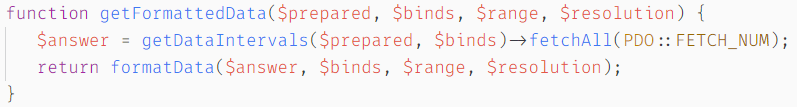 function getFormattedData($prepared, $binds, $range, $resolution) {
    $answer = getDataIntervals($prepared, $binds)->fetchAll(PDO::FETCH_NUM);
    return formatData($answer, $binds, $range, $resolution);
}